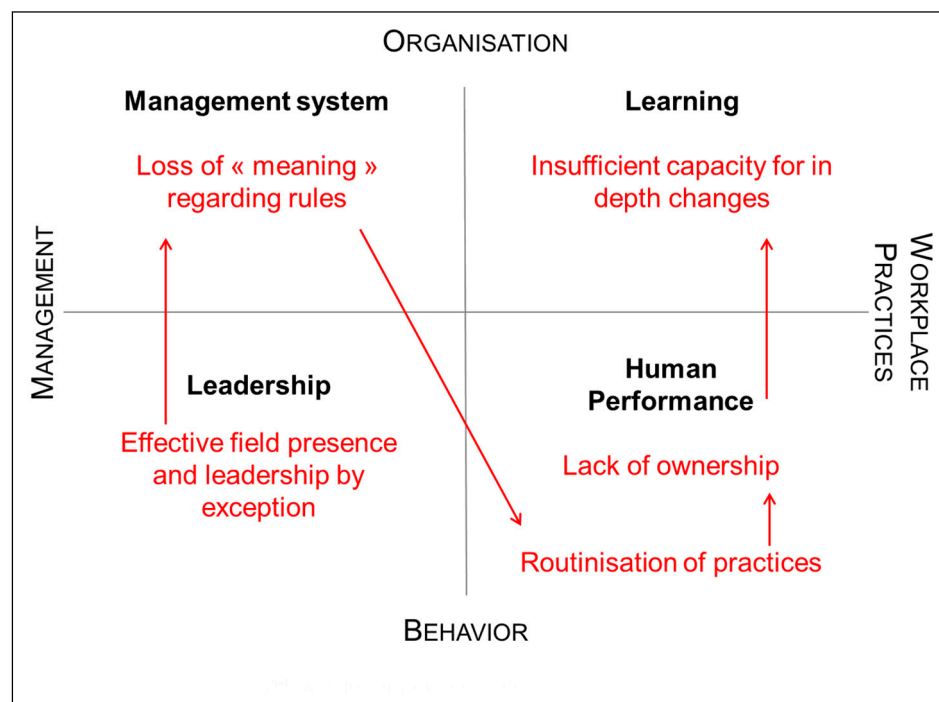 ORGANISATION
Management system
Learning
Loss of « meaning »
regarding rules
Insufficient capacity for in
depth changes
MANAGEMENT
WORKPLACE
PRACTICES
Leadership
Human
Performance
Effective field presence
and leadership by
exception
Lack of ownership
Routinisation of practices
BEHAVIOR